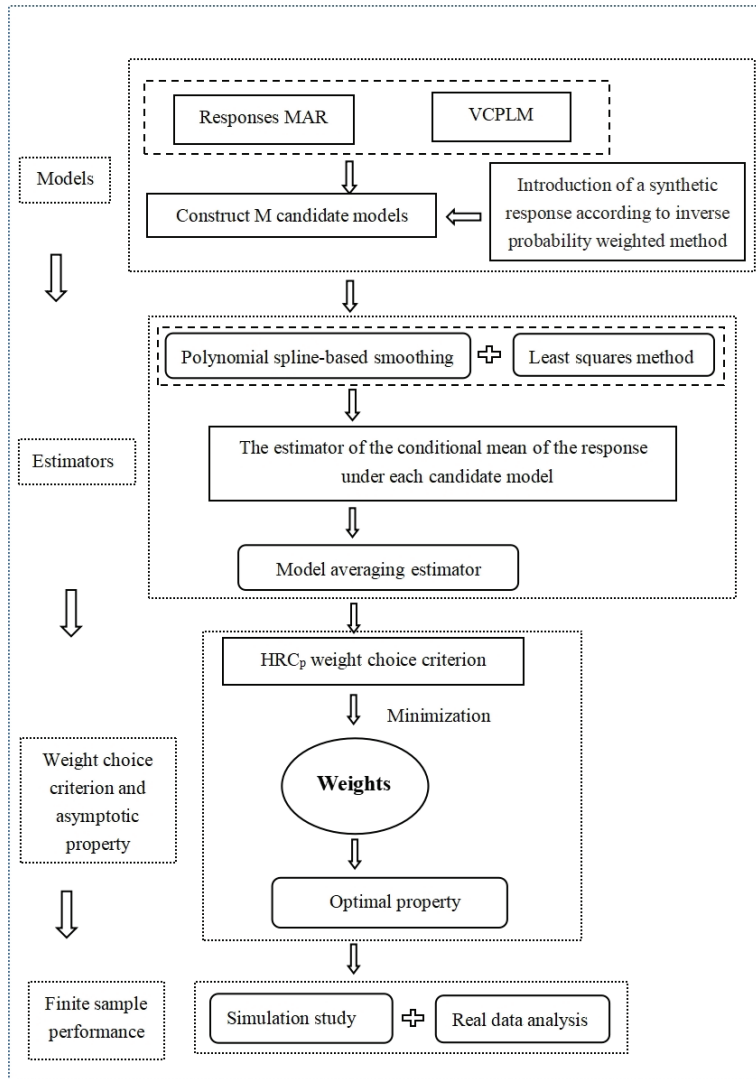 Responses MAR
VCPLM
Models
Construct M candidate models
Introduction of a synthetic
response according to inverse
probability weighted method
Polynomial spline-based smoothing
Least squares method
Estimators
The estimator of the conditional mean of the response
under each candidate model
Model averaging estimator
HRCp weight choice criterion
Minimization
Weight choice
criterion and
asymptotic
property
Weights
Optimal property
Finite sample
performance
Simulation study
Real data analysis